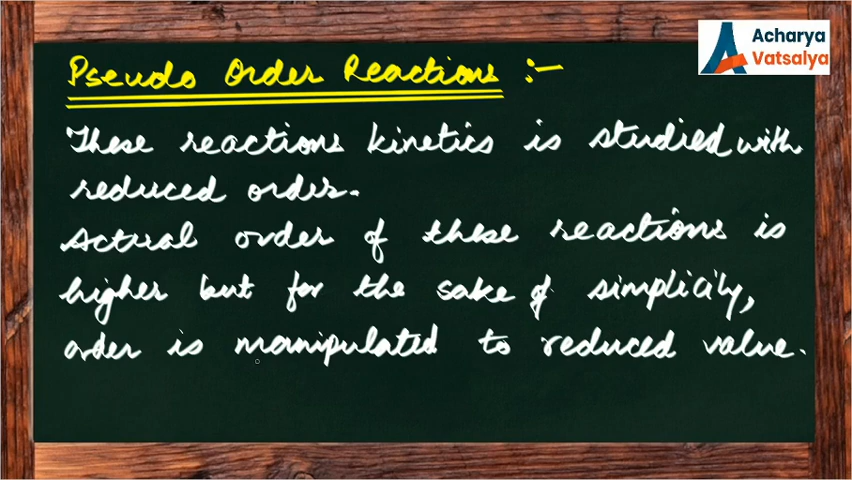 Acharya
Vatsalya
Pseudo Order Reactions :-
These reactions kinetics is studied with
reduced order.
Actual order of these reactions is
higher but for the sake of simplicity,
order is manipulated to reduced value.